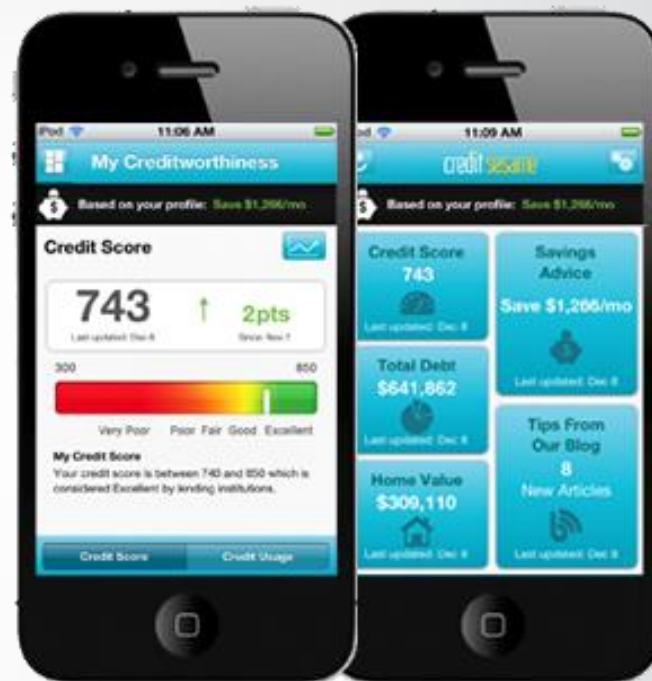 iPod 11:06 AM
My Creditworthiness
Based on your profile: Save $1,266/mo
Credit Score
743
2pts
Last updated: Dec 8
Since: Nov 7
300 850
Very Poor Poor Fair Good Excellent
My Credit Score
Your credit score is between 740 and 850 which is
considered Excellent by lending institutions.
Credit Score Credit Usage
11:09 AM
credit sesame
Based on your profile: Save $1,266/mo
Credit Score
743
Last updated: Dec 8
Total Debt
$641,862
Last updated: Dec 8
Home Value
$309,110
Last updated: Dec 8
Savings
Advice
Save $1,266/mo
Last updated: Dec 8
Tips From
Our Blog
8
New Articles
Last updated: Dec 8